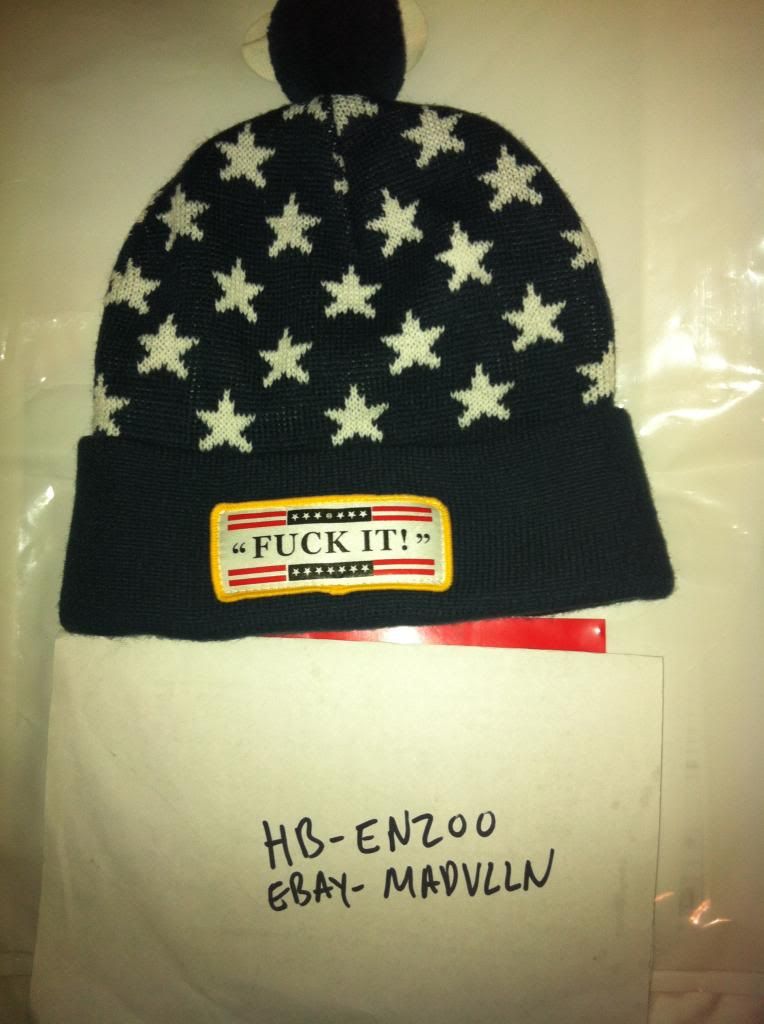 “FUCK IT!”
HB-ENZOO
EBAY- MADVLLN